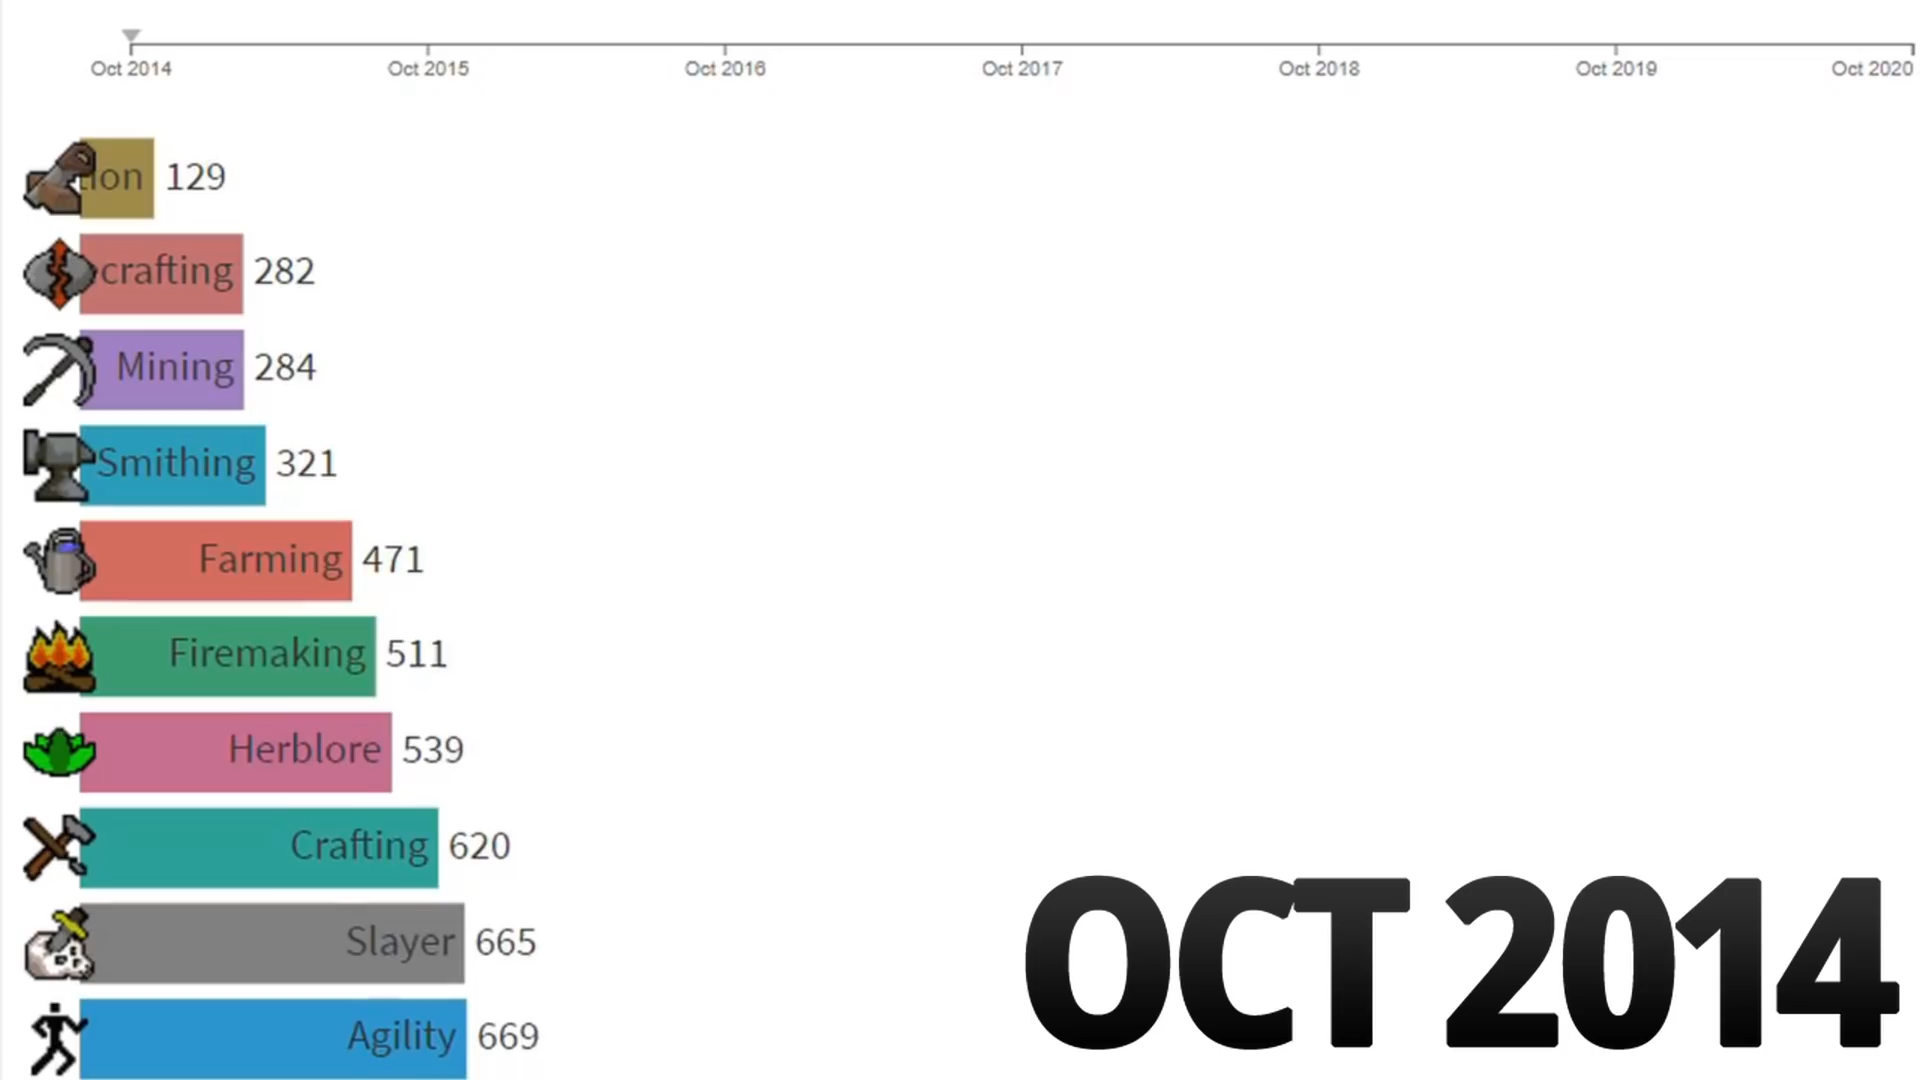 Oct 2014 Oct 2015 Oct 2016 Oct 2017 Oct 2018 Oct 2019 Oct 2020
tion 129
crafting 282
Mining 284
Smithing 321
Farming 471
Firemaking 511
Herblore 539
Crafting 620
Slayer 665
Agility 669
OCT 2014